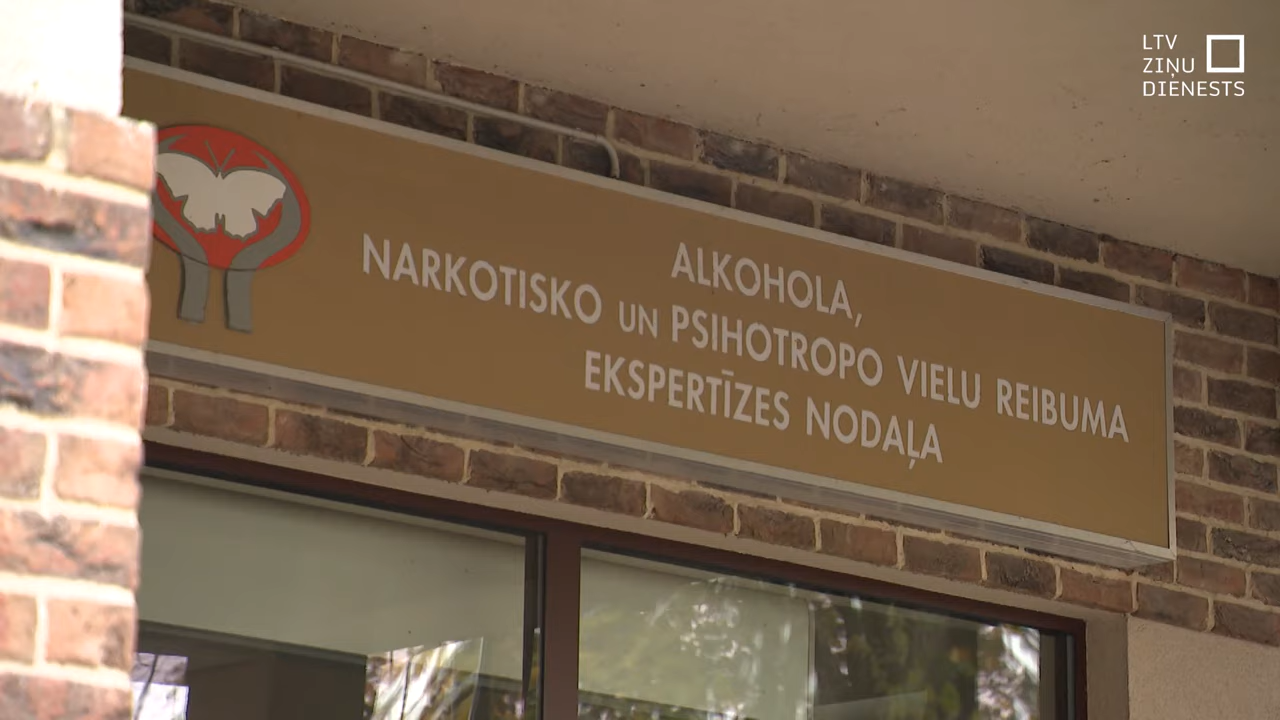 LTV
ZIŅU
DIENESTS
ALKOHOLA,
NARKOTISKO UN PSIHOTROPO VIELU REIBUMA
EKSPERTĪZES NODAĻA